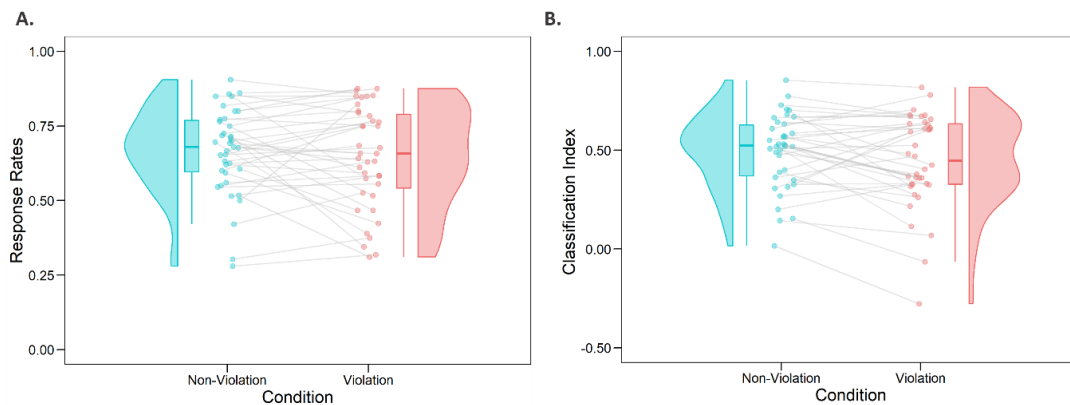 A.
1.00
0.75
0.50
0.25
0.00
Response Rates
Non-Violation
Violation
Condition
B.
1.00
0.50
0.00
-0.50
Classification Index
Non-Violation
Violation
Condition